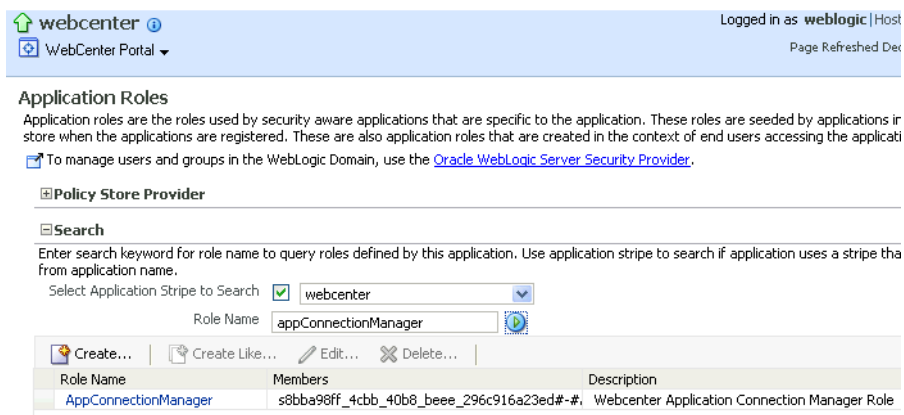 webcenter
Logged in as weblogic|Host
WebCenter Portal
Page Refreshed Dec
Application Roles
Application roles are the roles used by security aware applications that are specific to the application. These roles are seeded by applications in
store when the applications are registered. These are also application roles that are created in the context of end users accessing the applicati
To manage users and groups in the WebLogic Domain, use the Oracle WebLogic Server Security Provider.
Policy Store Provider
Search
Enter search keyword for role name to query roles defined by this application. Use application stripe to search if application uses a stripe tha
from application name.
Select Application Stripe to Search webcenter
Role Name appConnectionManager
Create... Create Like... Edit... Delete...
Role Name Members Description
AppConnectionManager s8bba98ff_4cbb_40b8_beee_296c916a23ed#-#. Webcenter Application Connection Manager Role